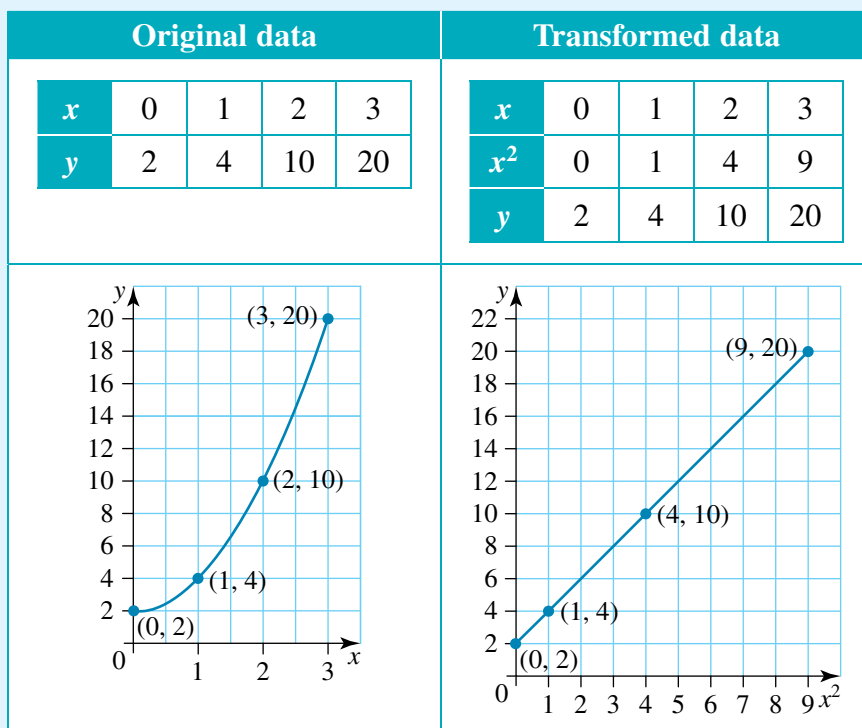 Original data
Transformed data
x 0 1 2 3
y 2 4 10 20
x 0 1 2 3
x² 0 1 4 9
y 2 4 10 20
y
20
18
16
14
12
10
8
6
4
2
0
1 2 3 x
(3, 20)
(2, 10)
(1, 4)
(0, 2)
y
22
20
18
16
14
12
10
8
6
4
2
0
1 2 3 4 5 6 7 8 9 x²
(9, 20)
(4, 10)
(1, 4)
(0, 2)